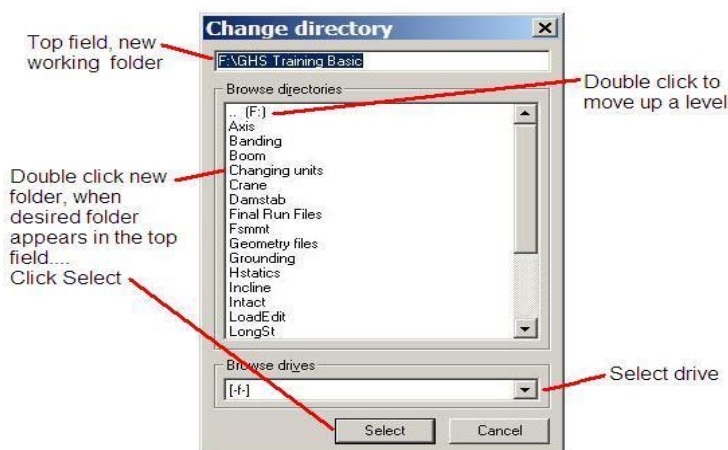 Change directory
Top field, new
working folder
F:\GHS Training Basic
Browse directories
Double click to
move up a level
.. (F:)
Axis
Banding
Boom
Changing units
Crane
Damstab
Final Run Files
Fsmmt
Geometry files
Grounding
Hstatics
Incline
Intact
LoadEdit
LongSt
Double click new
folder, when
desired folder
appears in the top
field....
Click Select
Browse drives
[-f-]
Select drive
Select
Cancel